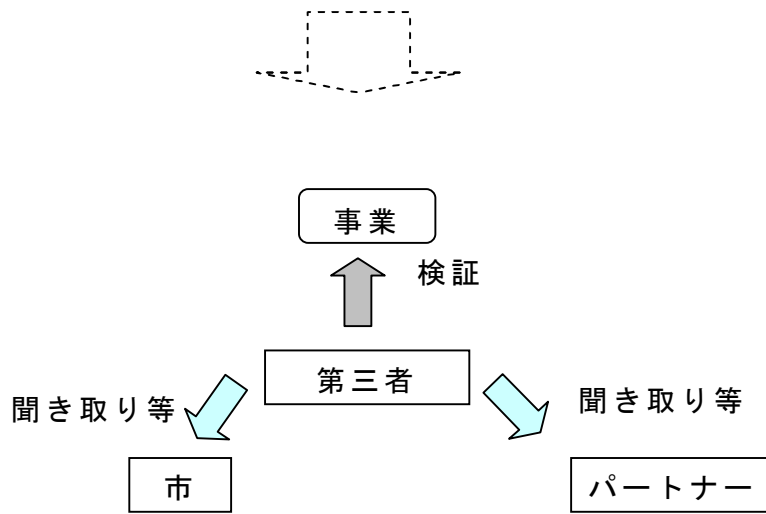 事業
検証
第三者
聞き取り等
聞き取り等
市
パートナー